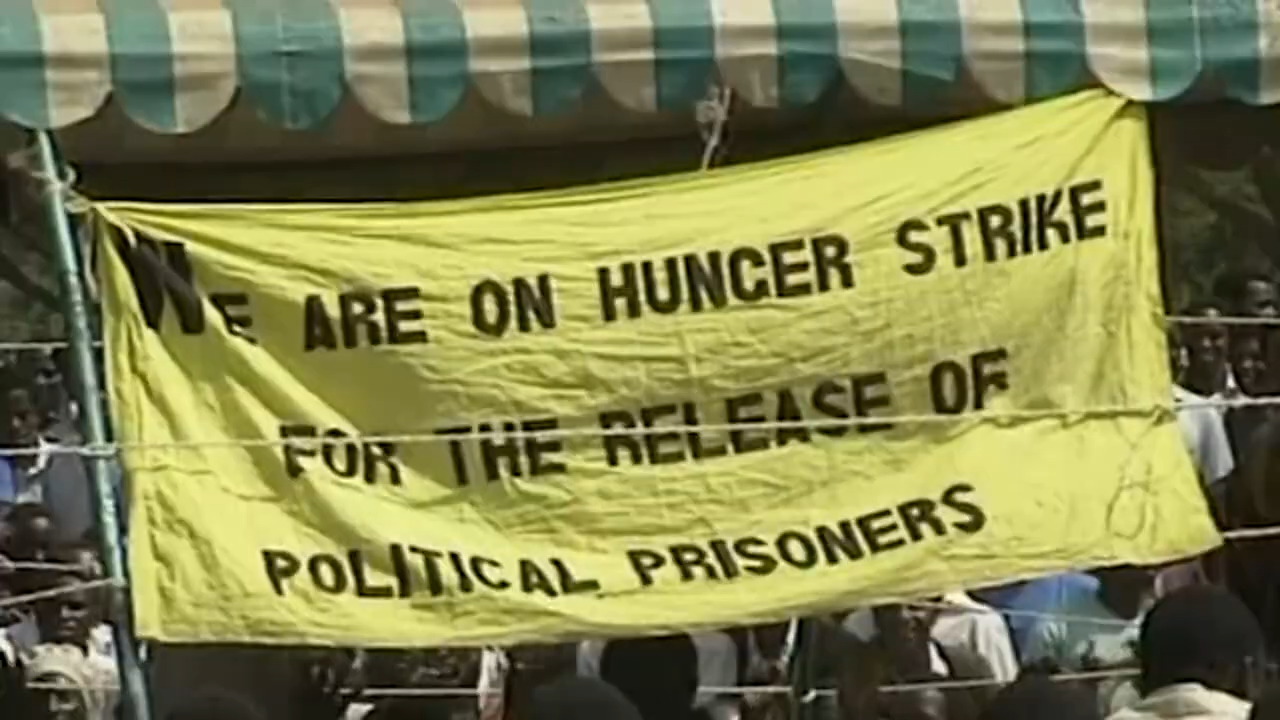 WE ARE ON HUNGER STRIKE
FOR THE RELEASE OF
POLITICAL PRISONERS